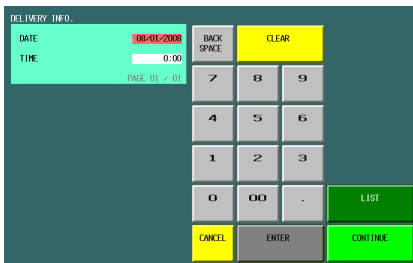 DELIVERY INFO.
DATE 08/01/2008
TIME 0:00
PAGE 01 / 01
BACK SPACE
CLEAR
7 8 9
4 5 6
1 2 3
0 00 .
LIST
CANCEL ENTER CONTINUE